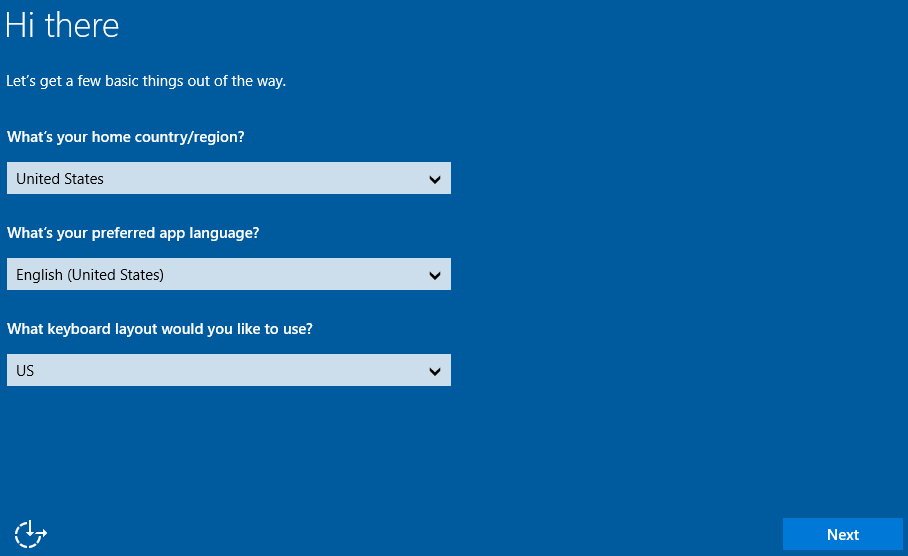 Hi there
Let's get a few basic things out of the way.
What's your home country/region?
United States
What's your preferred app language?
English (United States)
What keyboard layout would you like to use?
US
Next